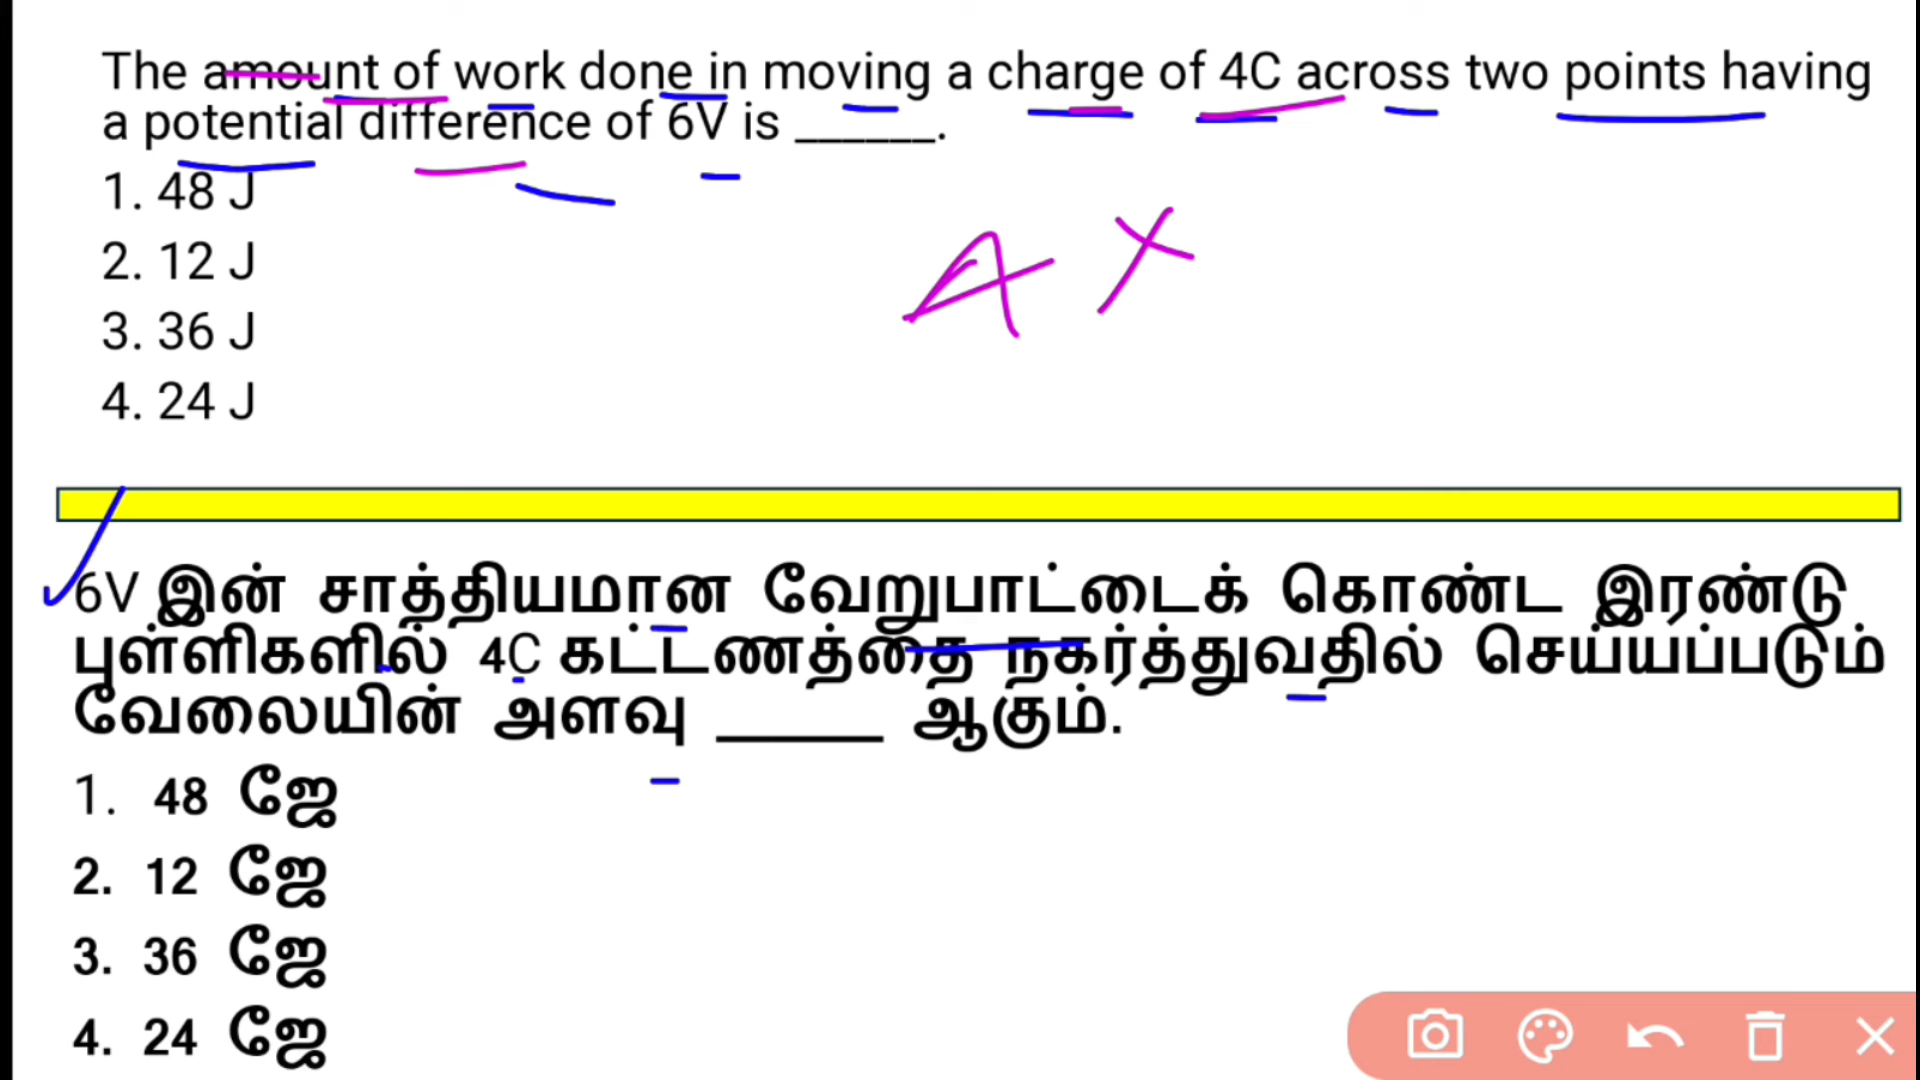 The amount of work done in moving a charge of 4C across two points having
a potential difference of 6V is ______.
1. 48 J
2. 12 J
3. 36 J
4. 24 J
4 ×
6V இன் சாத்தியமான வேறுபாட்டைக் கொண்ட இரண்டு
புள்ளிகளில் 4C கட்டணத்தை நகர்த்துவதில் செய்யப்படும்
வேலையின் அளவு ______ ஆகும்.
1. 48 ஜே
2. 12 ஜே
3. 36 ஜே
4. 24 ஜே